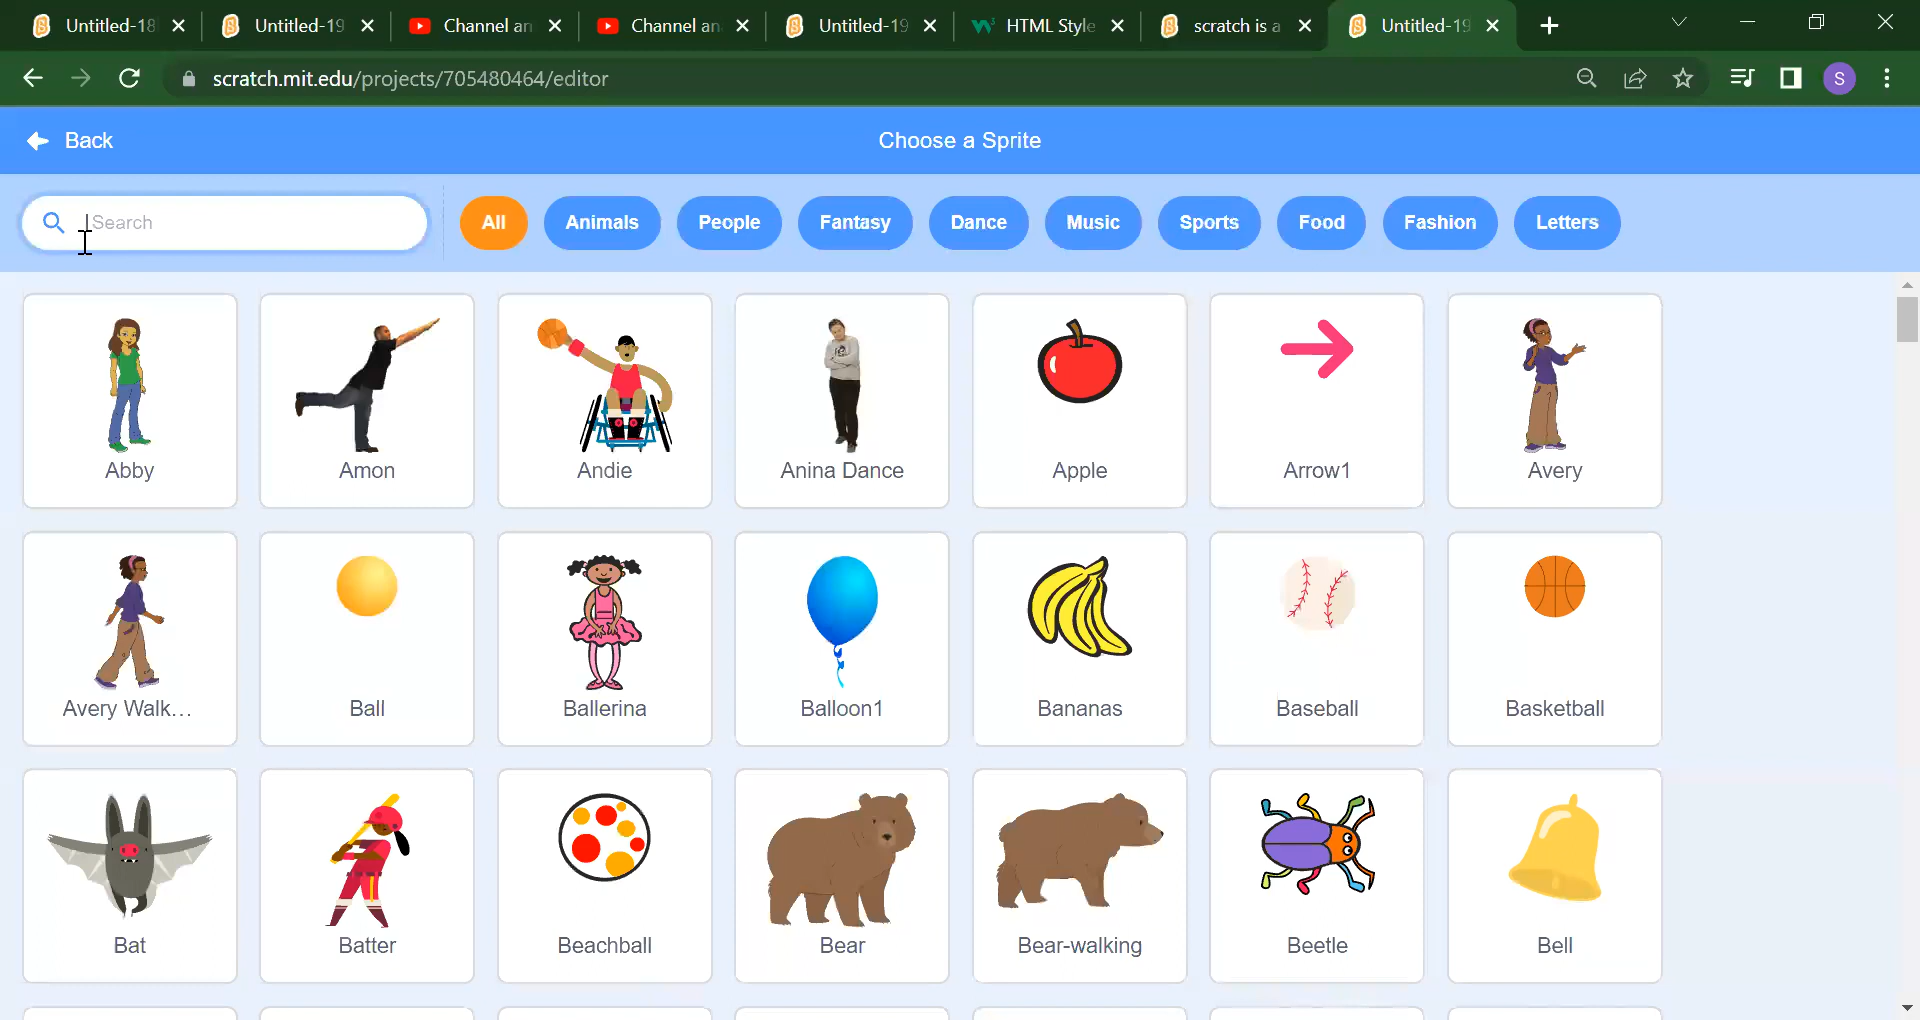 Untitled-18
Untitled-19
Channel an
Channel an
Untitled-19
HTML Style
scratch is a
Untitled-19
scratch.mit.edu/projects/705480464/editor
S
Back
Choose a Sprite
Search
All
Animals
People
Fantasy
Dance
Music
Sports
Food
Fashion
Letters
Abby
Amon
Andie
Anina Dance
Apple
Arrow1
Avery
Avery Walk...
Ball
Ballerina
Balloon1
Bananas
Baseball
Basketball
Bat
Batter
Beachball
Bear
Bear-walking
Beetle
Bell